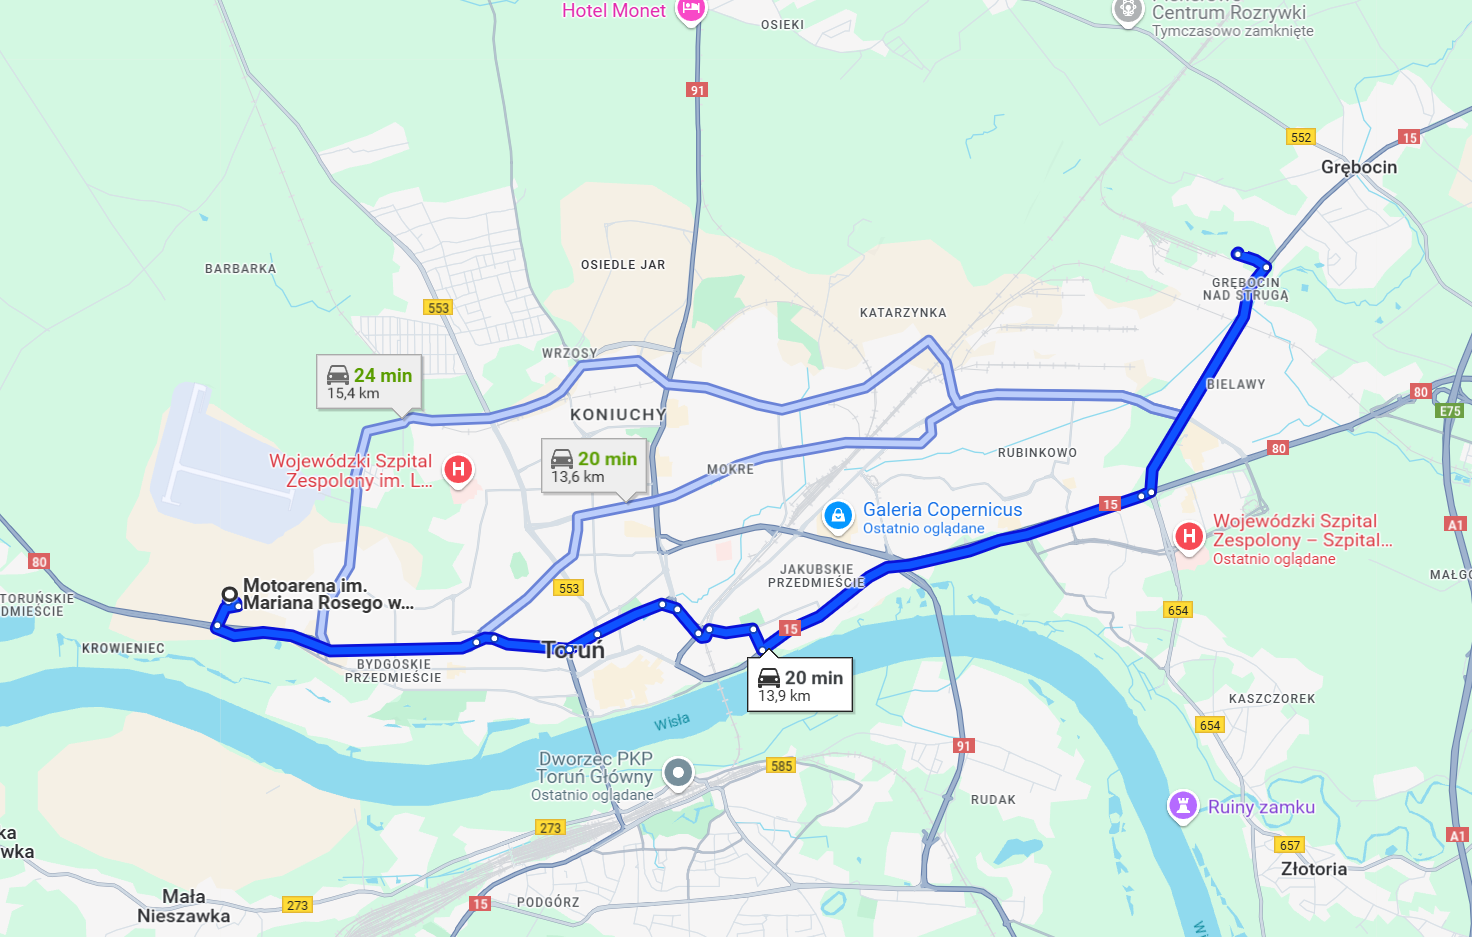 Hotel Monet
OSIEKI
Centrum Rozrywki
Tymczasowo zamknięte
91
552
15
Grębocin
BARBARKA
OSIEDLE JAR
GRĘBOCIN
NAD STRUGĄ
553
KATARZYNKA
WRZOSY
24 min
15,4 km
BIELAWY
80
E75
KONIUCHY
20 min
13,6 km
MOKRE
RUBINKOWO
80
Wojewódzki Szpital
Zespolony im. L...
15
Galeria Copernicus
Ostatnio oglądane
A1
Wojewódzki Szpital
Zespolony – Szpital...
Ostatnio oglądane
80
JAKUBSKIE
PRZEDMIEŚCIE
MAŁGO
Motoarena im.
Mariana Rosego w...
553
TORUŃSKIE
DMIEŚCIE
654
15
KROWIENIEC
Toruń
BYDGOSKIE
PRZEDMIEŚCIE
20 min
13,9 km
KASZCZOREK
Wisła
654
91
Dworzec PKP
Toruń Główny
Ostatnio oglądane
585
RUDAK
Ruiny zamku
273
ka
wka
A1
657
Złotoria
Mała
Nieszawka
273
15
PODGÓRZ
Wi